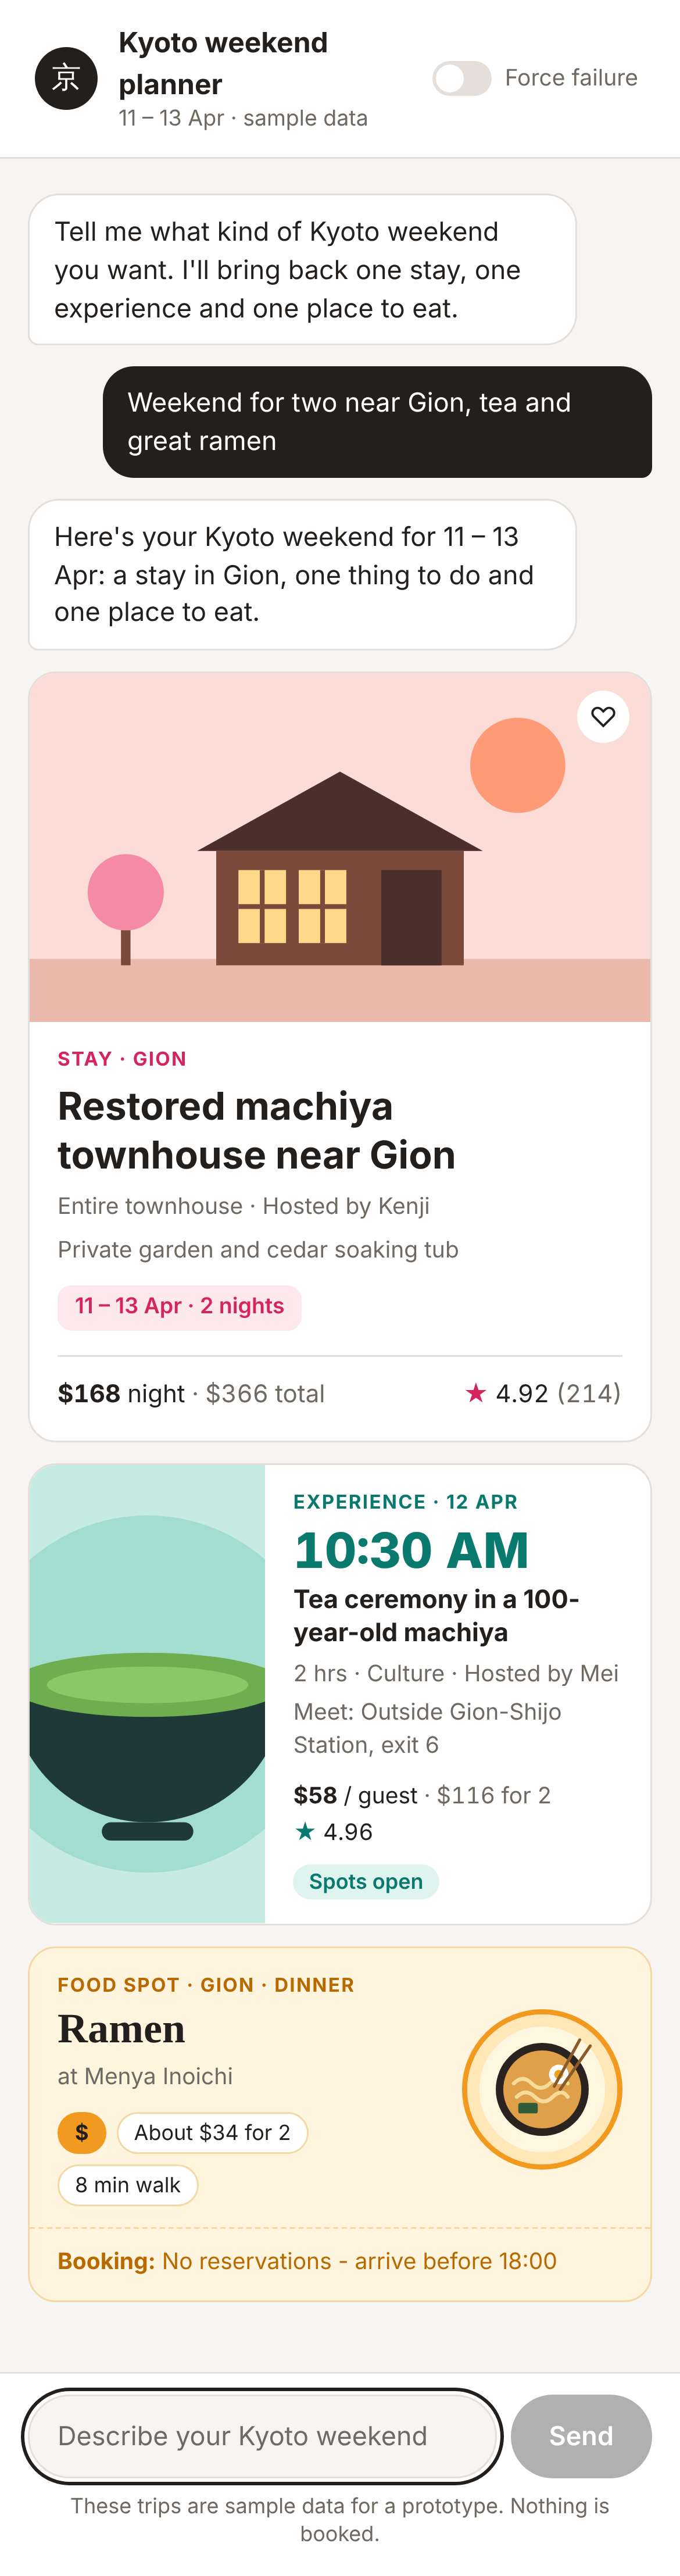 京
Kyoto weekend
planner
11 – 13 Apr · sample data
Force failure
Tell me what kind of Kyoto weekend
you want. I'll bring back one stay, one
experience and one place to eat.
Weekend for two near Gion, tea and
great ramen
Here's your Kyoto weekend for 11 – 13
Apr: a stay in Gion, one thing to do and
one place to eat.
STAY · GION
Restored machiya
townhouse near Gion
Entire townhouse · Hosted by Kenji
Private garden and cedar soaking tub
11 – 13 Apr · 2 nights
$168 night · $366 total
★ 4.92 (214)
EXPERIENCE · 12 APR
10:30 AM
Tea ceremony in a 100-
year-old machiya
2 hrs · Culture · Hosted by Mei
Meet: Outside Gion-Shijo
Station, exit 6
$58 / guest · $116 for 2
★ 4.96
Spots open
FOOD SPOT · GION · DINNER
Ramen
at Menya Inoichi
$
About $34 for 2
8 min walk
Booking: No reservations - arrive before 18:00
Describe your Kyoto weekend
Send
These trips are sample data for a prototype. Nothing is
booked.